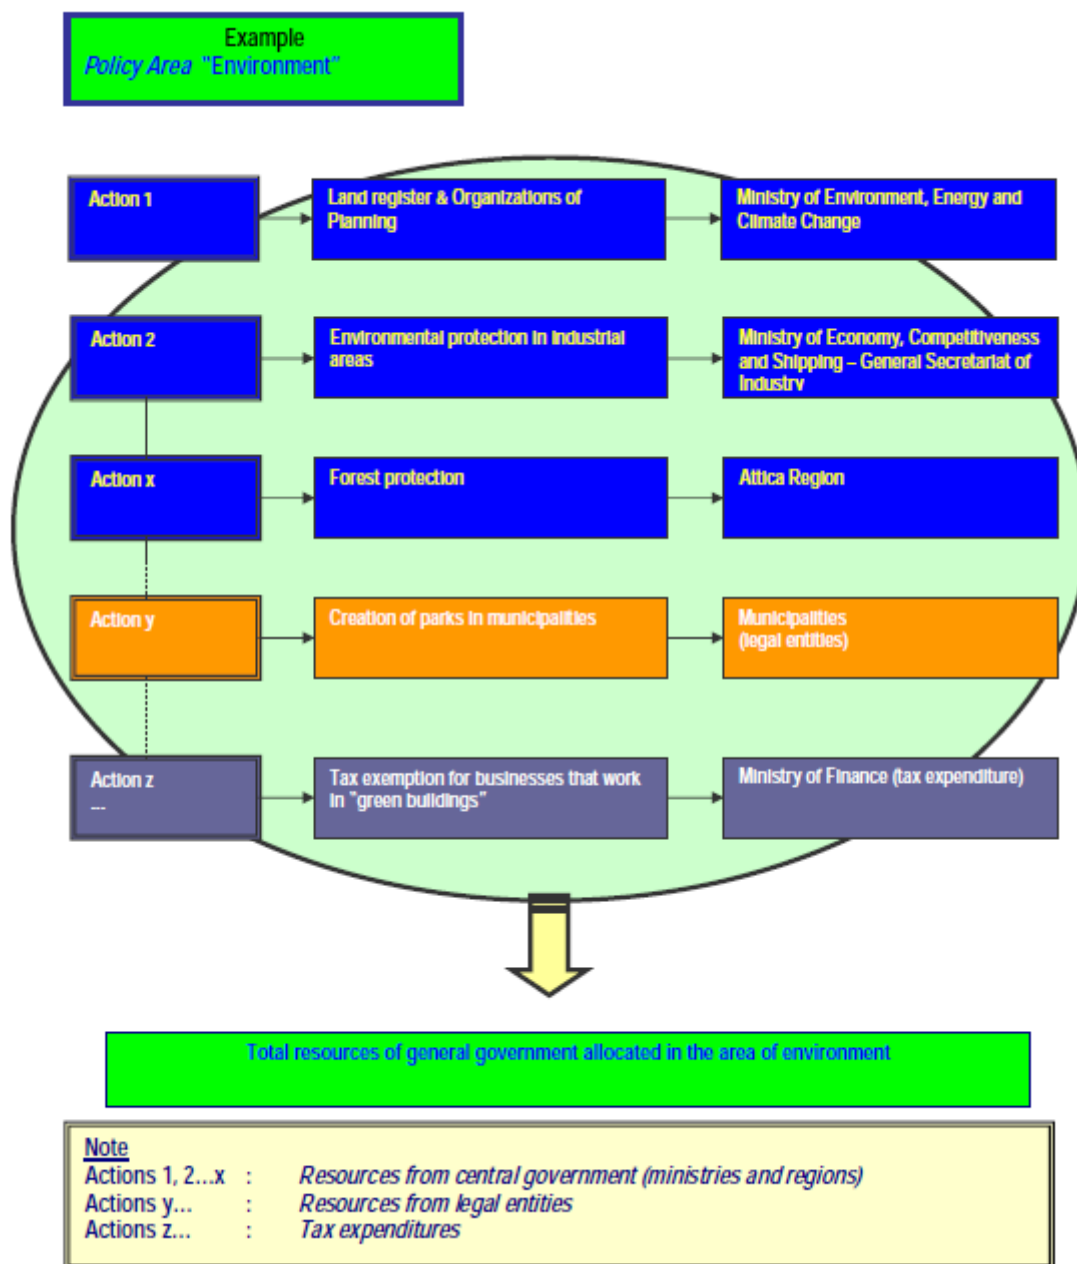 Example
Policy Area "Environment"
Action 1
Land register & Organizations of
Planning
Ministry of Environment, Energy and
Climate Change
Action 2
Environmental protection in industrial
areas
Ministry of Economy, Competitiveness
and Shipping – General Secretariat of
Industry
Action x
Forest protection
Attica Region
Action y
Creation of parks in municipalities
Municipalities
(legal entities)
Action z
...
Tax exemption for businesses that work
in "green buildings"
Ministry of Finance (tax expenditure)
Total resources of general government allocated in the area of environment
Note
Actions 1, 2...x : Resources from central government (ministries and regions)
Actions y... : Resources from legal entities
Actions z... : Tax expenditures